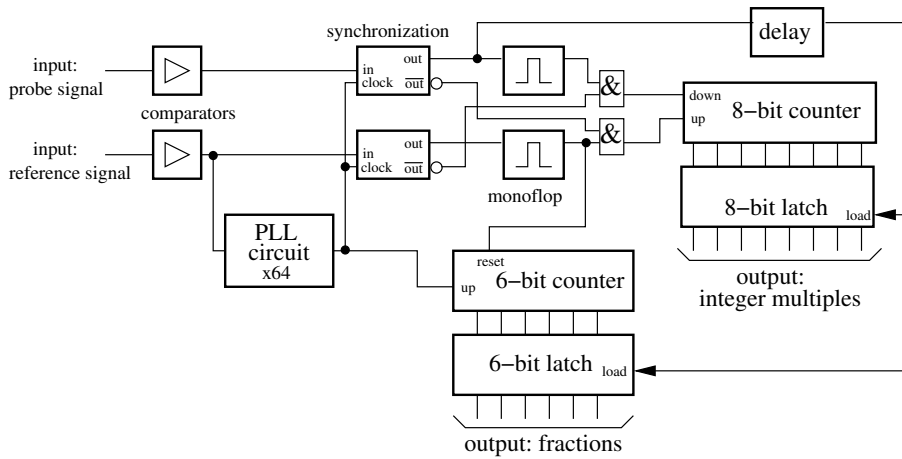 synchronization
delay
input:
probe signal
in
clock
out
out
&
down
up
8−bit counter
comparators
input:
reference signal
in
clock
out
out
&
monoflop
8−bit latch
load
PLL
circuit
x64
reset
up
6−bit counter
output:
integer multiples
6−bit latch
load
output: fractions